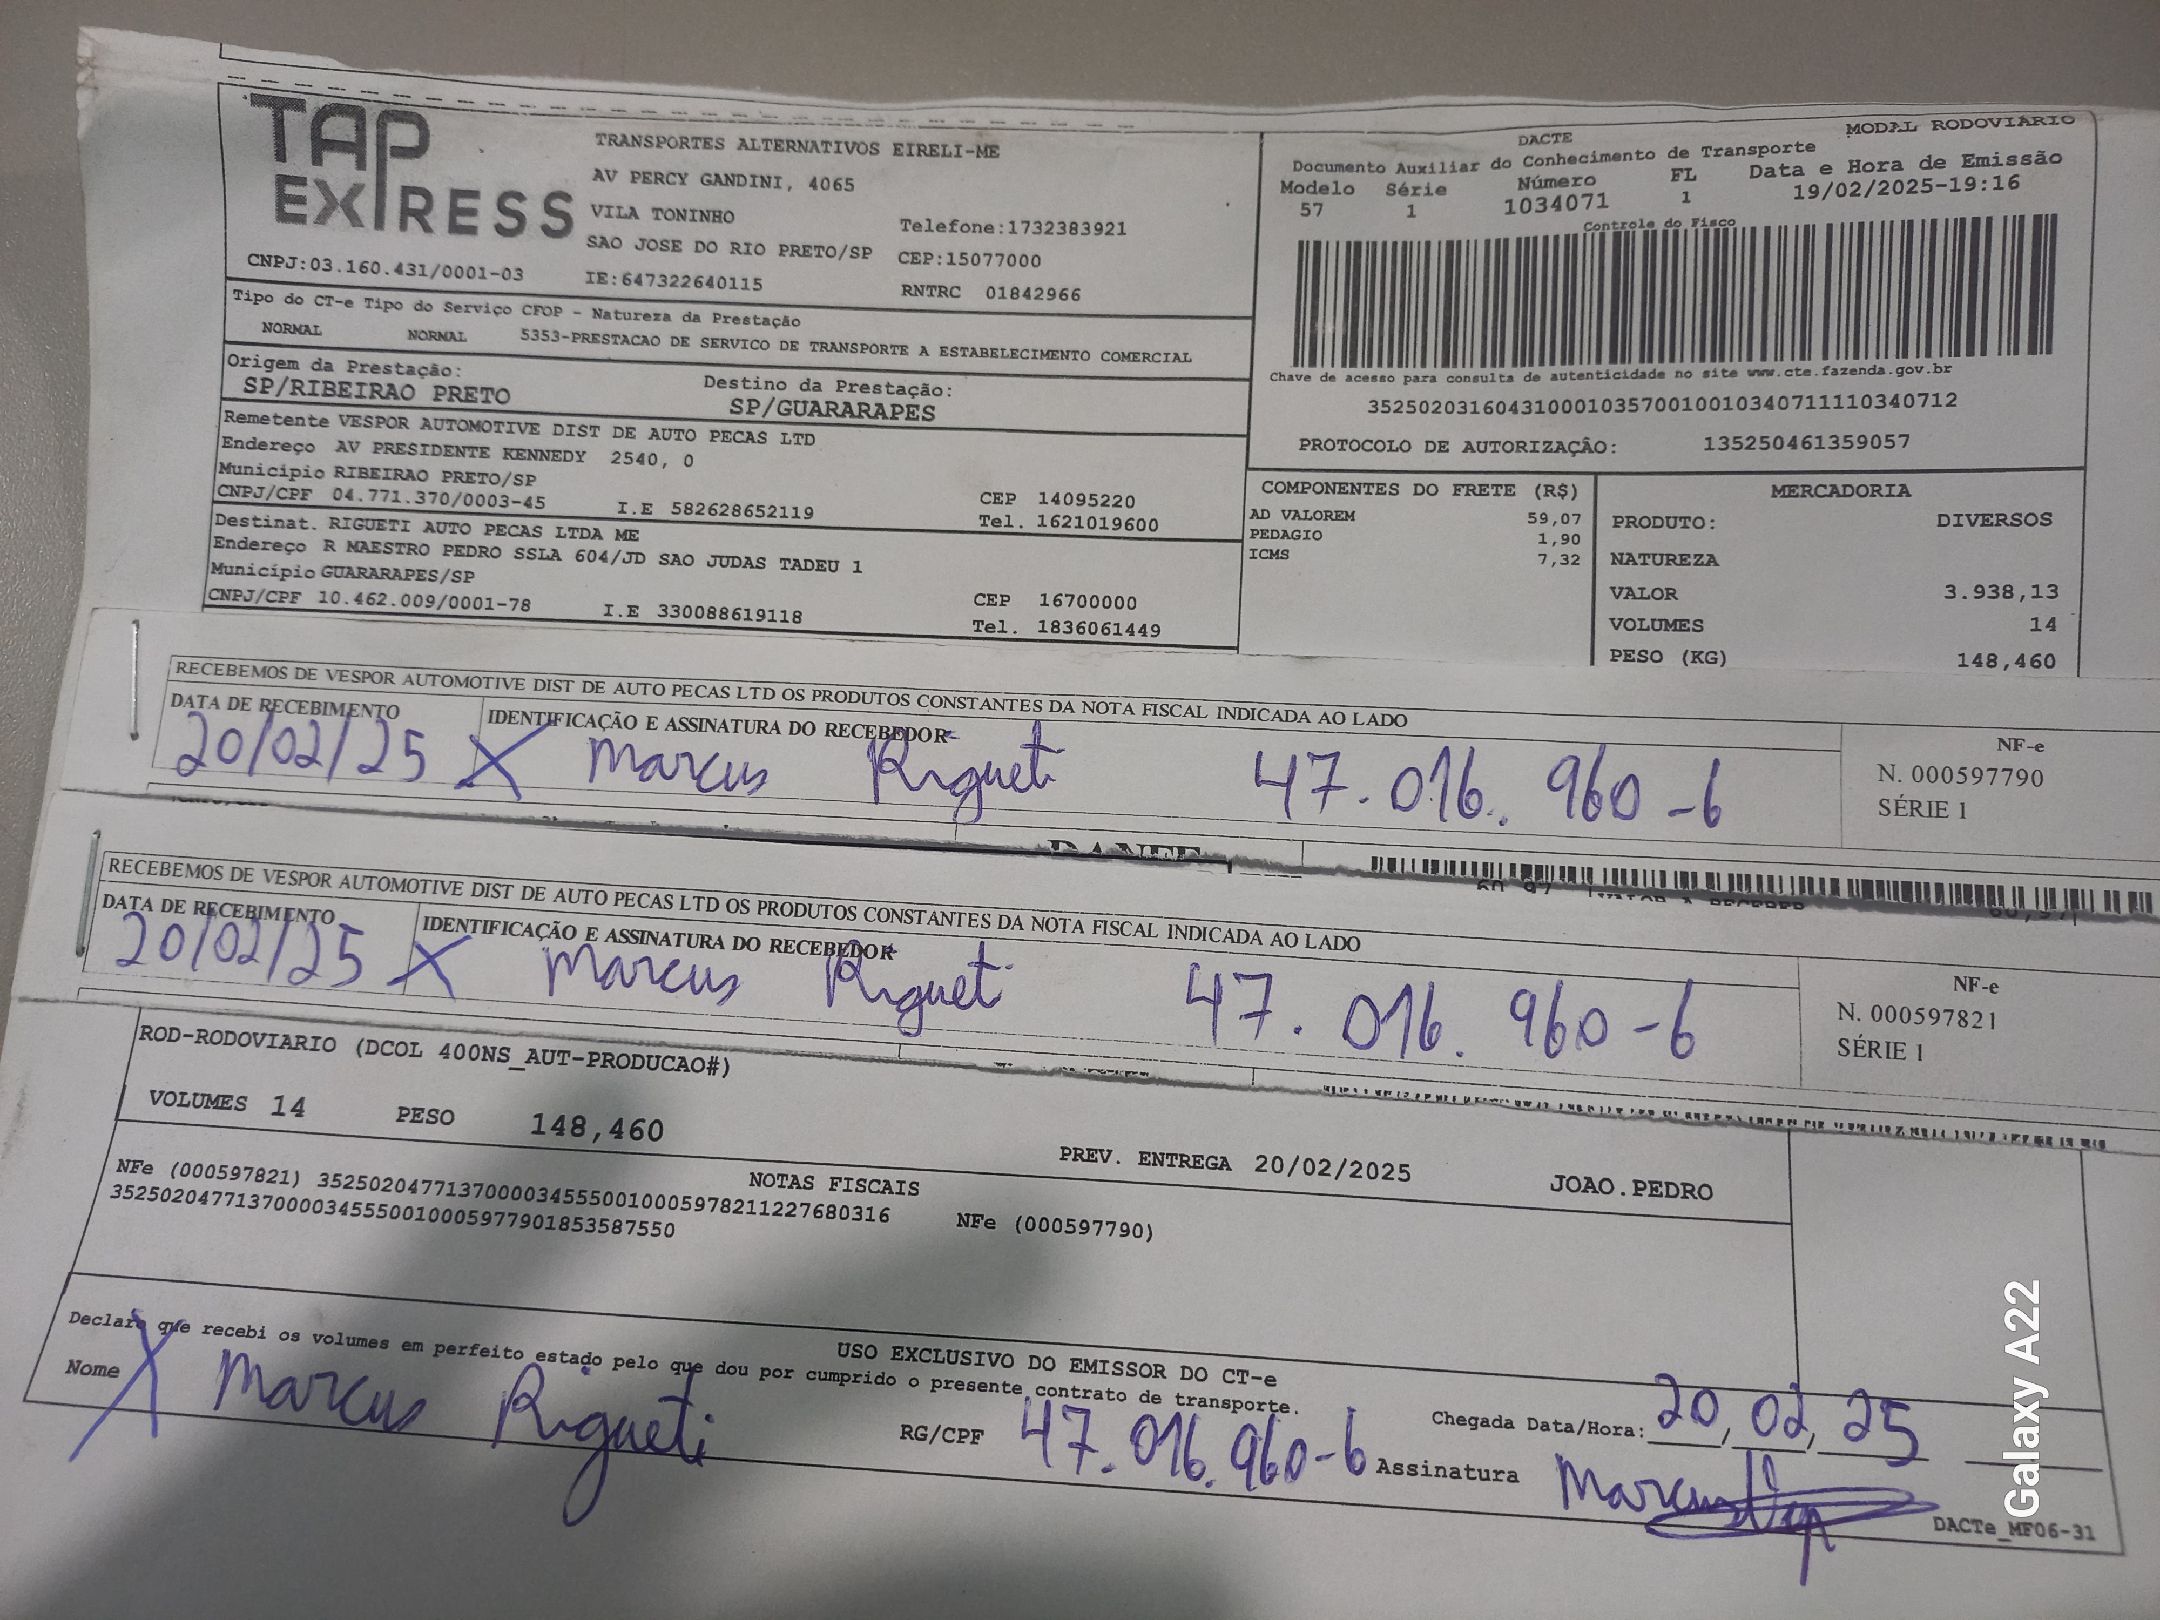 TAP EXPRESS
TRANSPORTES ALTERNATIVOS EIRELI-ME
AV PERCY GANDINI, 4065
VILA TONINHO
Telefone:1732383921
SAO JOSE DO RIO PRETO/SP CEP:15077000
CNPJ:03.160.431/0001-03 IE:647322640115 RNTRC 01842966
Tipo do CT-e Tipo do Serviço CFOP - Natureza da Prestação
NORMAL NORMAL 5353-PRESTACAO DE SERVICO DE TRANSPORTE A ESTABELECIMENTO COMERCIAL
Origem da Prestação: Destino da Prestação:
SP/RIBEIRAO PRETO SP/GUARARAPES
Remetente VESPOR AUTOMOTIVE DIST DE AUTO PECAS LTD
Endereço AV PRESIDENTE KENNEDY 2540, 0
Município RIBEIRAO PRETO/SP CEP 14095220
CNPJ/CPF 04.771.370/0003-45 I.E 582628652119 Tel. 1621019600
Destinat. RIGUETI AUTO PECAS LTDA ME
Endereço R MAESTRO PEDRO SSLA 604/JD SAO JUDAS TADEU 1
Município GUARARAPES/SP CEP 16700000
CNPJ/CPF 10.462.009/0001-78 I.E 330088619118 Tel. 1836061449
DACTE MODAL RODOVIARIO
Documento Auxiliar do Conhecimento de Transporte
Modelo Série Número FL Data e Hora de Emissão
57 1 1034071 1 19/02/2025-19:16
Controle do Fisco
Chave de acesso para consulta de autenticidade no site www.cte.fazenda.gov.br
35250203160431000103570010010340711110340712
PROTOCOLO DE AUTORIZAÇÂO: 135250461359057
COMPONENTES DO FRETE (R$)
AD VALOREM 59,07
PEDAGIO 1,90
ICMS 7,32
MERCADORIA
PRODUTO: DIVERSOS
NATUREZA
VALOR 3.938,13
VOLUMES 14
PESO (KG) 148,460
RECEBEMOS DE VESPOR AUTOMOTIVE DIST DE AUTO PECAS LTD OS PRODUTOS CONSTANTES DA NOTA FISCAL INDICADA AO LADO
DATA DE RECEBIMENTO IDENTIFICAÇÃO E ASSINATURA DO RECEBEDOR
20/02/25 X Marcus Rigueti 47.016.960-6
NF-e
N. 000597790
SÉRIE 1
DANFE
RECEBEMOS DE VESPOR AUTOMOTIVE DIST DE AUTO PECAS LTD OS PRODUTOS CONSTANTES DA NOTA FISCAL INDICADA AO LADO
DATA DE RECEBIMENTO IDENTIFICAÇÃO E ASSINATURA DO RECEBEDOR
20/02/25 X Marcus Rigueti 47.016.960-6
NF-e
N. 000597821
SÉRIE 1
ROD-RODOVIARIO (DCOL 400NS_AUT-PRODUCAO#)
VOLUMES 14 PESO 148,460 PREV. ENTREGA 20/02/2025 JOAO.PEDRO
NOTAS FISCAIS
NFe (000597821) 35250204771370000345550010005978211227680316 NFe (000597790)
35250204771370000345550010005977901853587550
USO EXCLUSIVO DO EMISSOR DO CT-e
Declaro que recebi os volumes em perfeito estado pelo que dou por cumprido o presente contrato de transporte.
Nome X Marcus Rigueti RG/CPF 47.016.960-6 Chegada Data/Hora: 20, 02, 25
Assinatura Marcus
DACTe_MF06-31
Galaxy A22